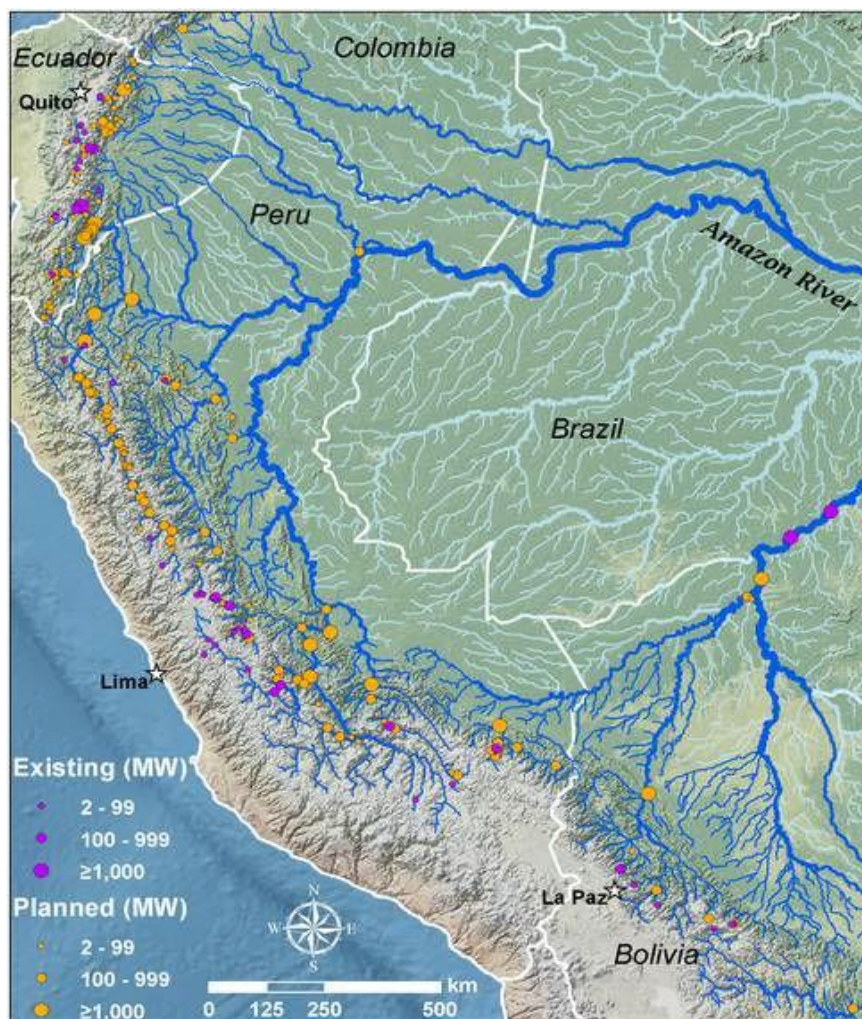 Ecuador
Colombia
Quito
Peru
Amazon River
Brazil
Lima
Existing (MW)
2 - 99
100 - 999
≥1,000
Planned (MW)
2 - 99
100 - 999
≥1,000
N
W E
S
km
0 125 250 500
La Paz
Bolivia